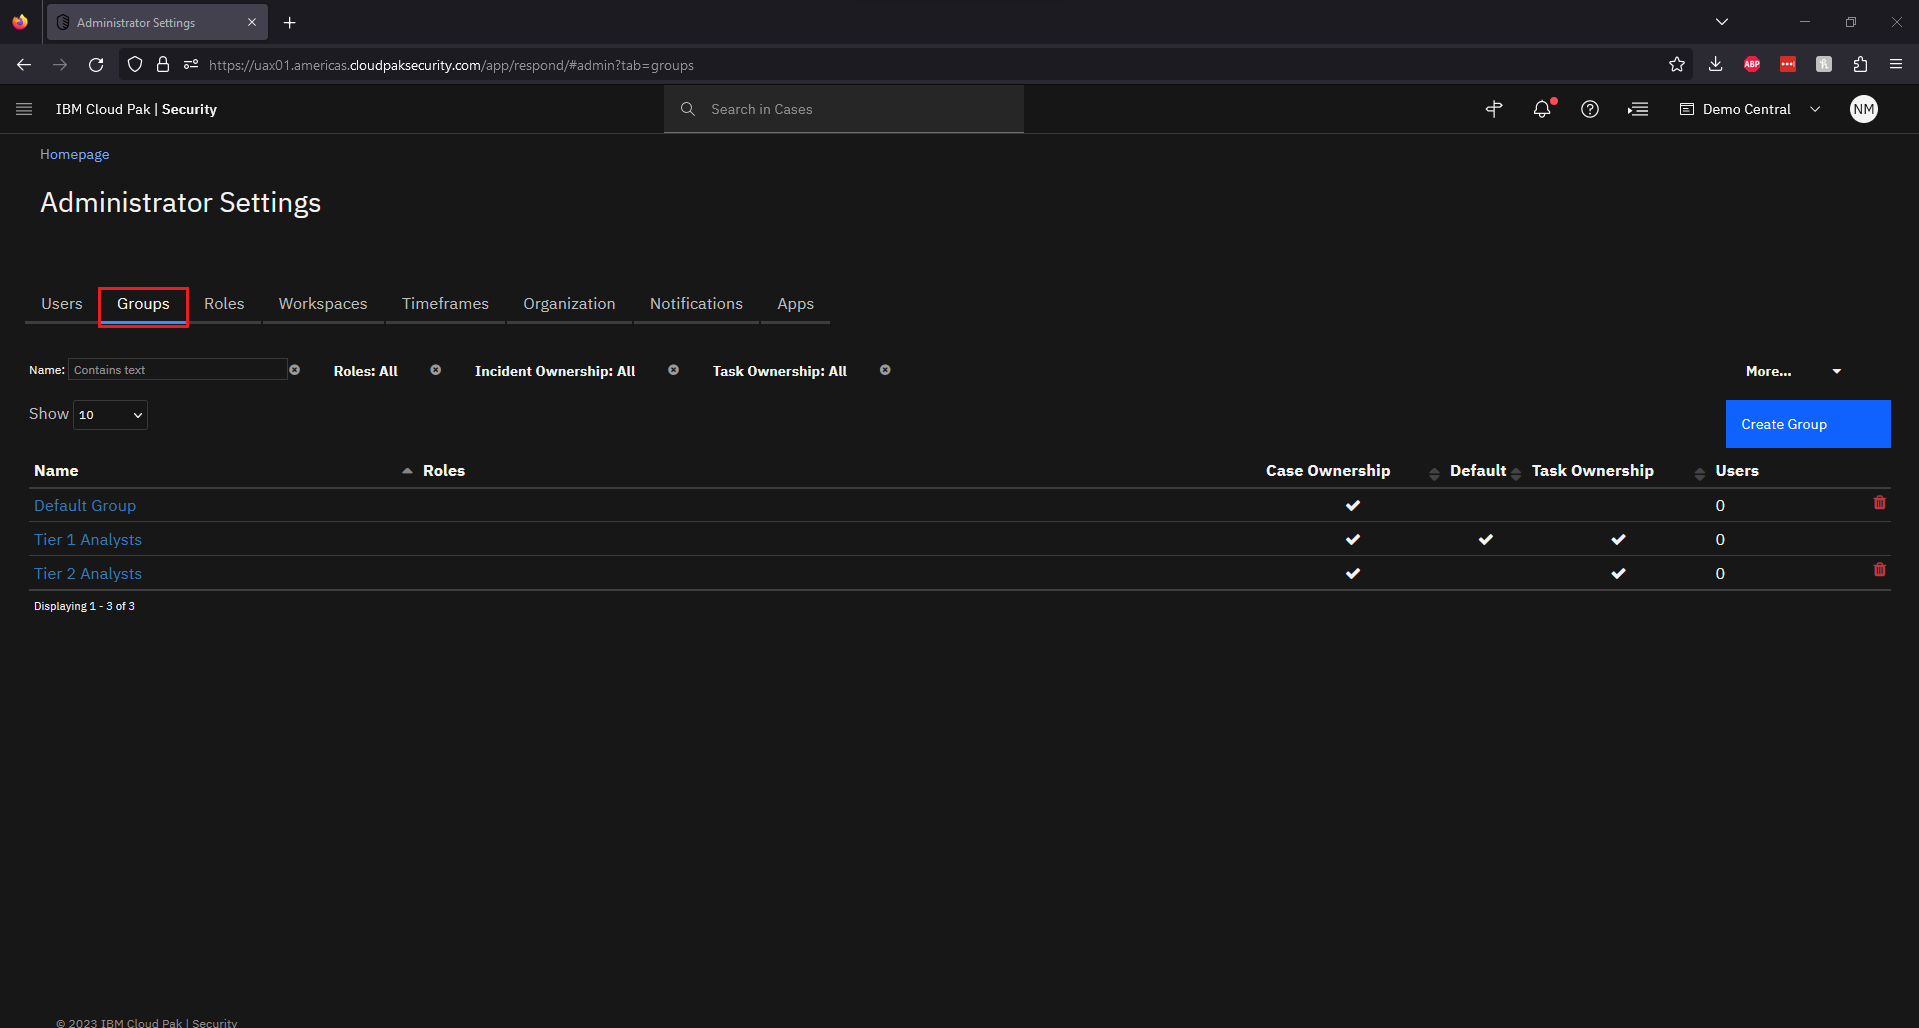 Administrator Settings
https://uax01.americas.cloudpaksecurity.com/app/respond/#admin?tab=groups
ABP
IBM Cloud Pak | Security
Search in Cases
Demo Central
NM
Homepage
Administrator Settings
Users Groups Roles Workspaces Timeframes Organization Notifications Apps
Name: Contains text Roles: All Incident Ownership: All Task Ownership: All More...
Show 10
Create Group
Name Roles Case Ownership Default Task Ownership Users
Default Group 0
Tier 1 Analysts 0
Tier 2 Analysts 0
Displaying 1 - 3 of 3
© 2023 IBM Cloud Pak | Security